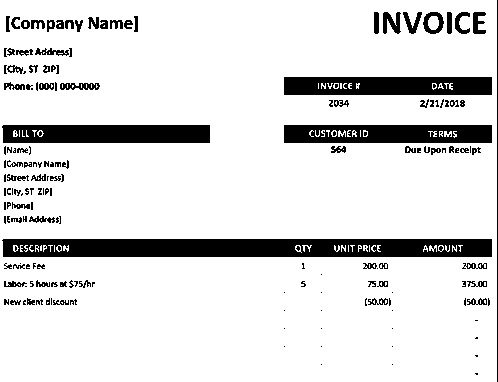 [Company Name] INVOICE
[Street Address]
[City, ST ZIP]
Phone: (000) 000-0000
INVOICE # DATE
2034 2/21/2018
BILL TO CUSTOMER ID TERMS
[Name] 564 Due Upon Receipt
[Company Name]
[Street Address]
[City, ST ZIP]
[Phone]
[Email Address]
DESCRIPTION QTY UNIT PRICE AMOUNT
Service Fee 1 200.00 200.00
Labor: 5 hours at $75/hr 5 75.00 375.00
New client discount (50.00) (50.00)
-
-
-
-